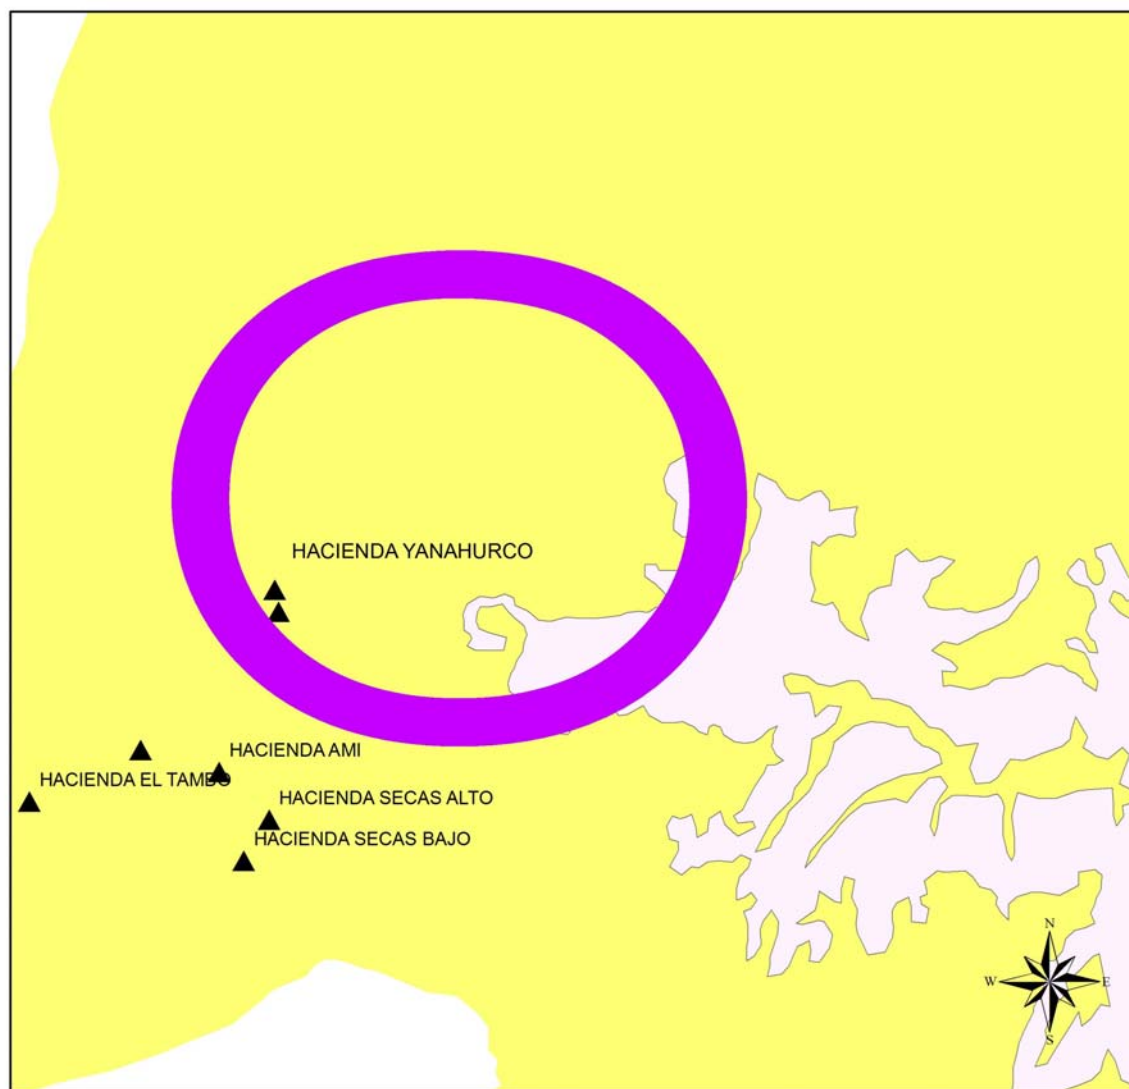 HACIENDA YANAHURCO
HACIENDA AMI
HACIENDA EL TAMBO
HACIENDA SECAS ALTO
HACIENDA SECAS BAJO
N
W
E
S